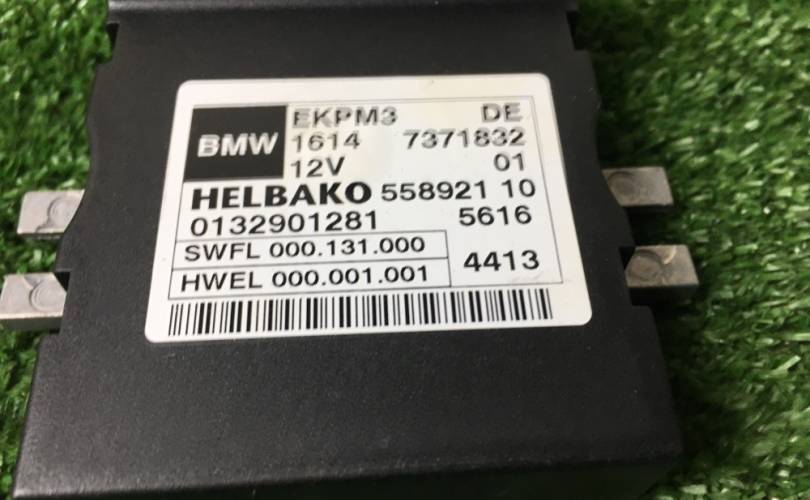 EKPM3 DE
BMW 1614 7371832
12V 01
HELBAKO 558921 10
0132901281 5616
SWFL 000.131.000
4413
HWEL 000.001.001